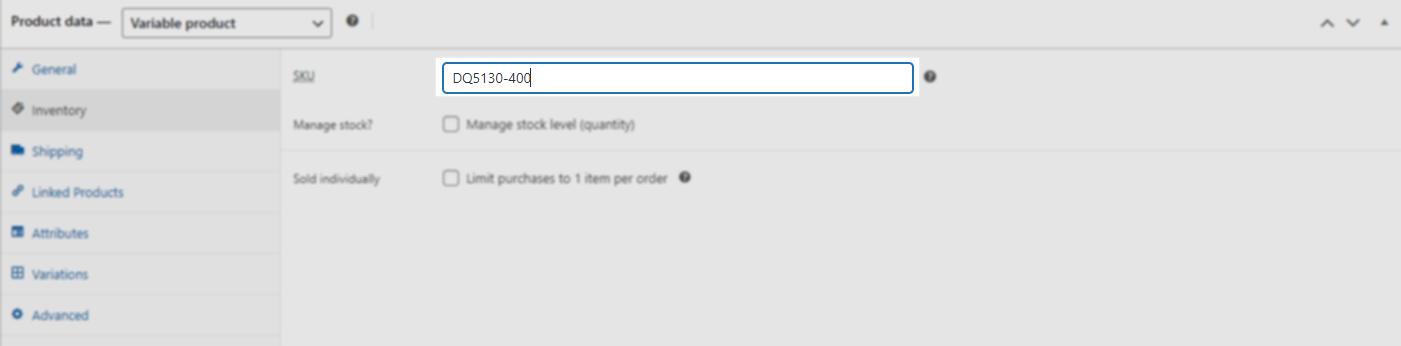 Product data — Variable product
General
Inventory
Shipping
Linked Products
Attributes
Variations
Advanced
SKU DQ5130-400
Manage stock? Manage stock level (quantity)
Sold individually Limit purchases to 1 item per order